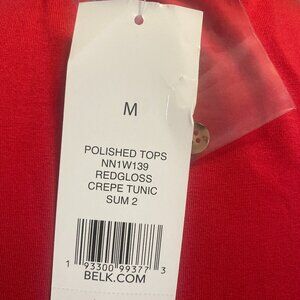 M
POLISHED TOPS
NN1W139
REDGLOSS
CREPE TUNIC
SUM 2
1 93300 99377 3
BELK.COM